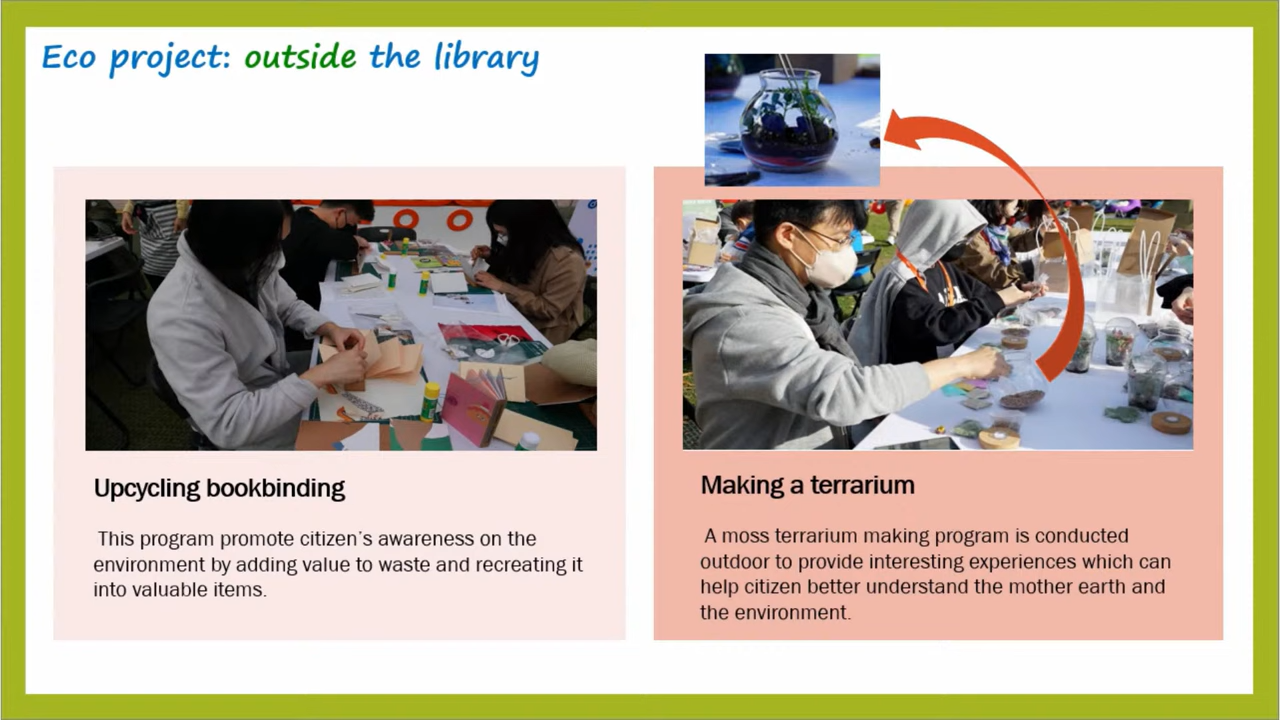 Eco project: outside the library
Upcycling bookbinding
This program promote citizen's awareness on the
environment by adding value to waste and recreating it
into valuable items.
Making a terrarium
A moss terrarium making program is conducted
outdoor to provide interesting experiences which can
help citizen better understand the mother earth and
the environment.